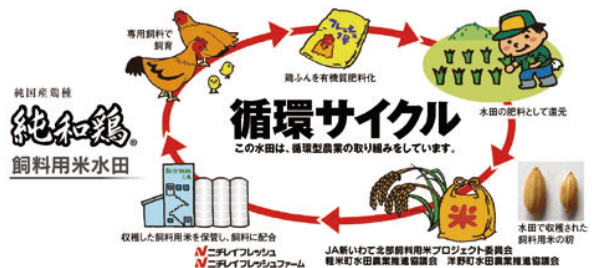 専用飼料で
飼育
フレッシュ
1号
鶏ふんを有機質肥料化
水田の肥料として還元
純国産鶏種
純和鶏®
飼料用米水田
循環サイクル
この水田は、循環型農業の取り組みをしています。
米
水田で収穫された
飼料用米の籾
収穫した飼料用米を保管し、飼料に配合
ニチレイフレッシュ
ニチレイフレッシュファーム
JA新いわて北部飼料用米プロジェクト委員会
軽米町水田農業推進協議会 洋野町水田農業推進協議会